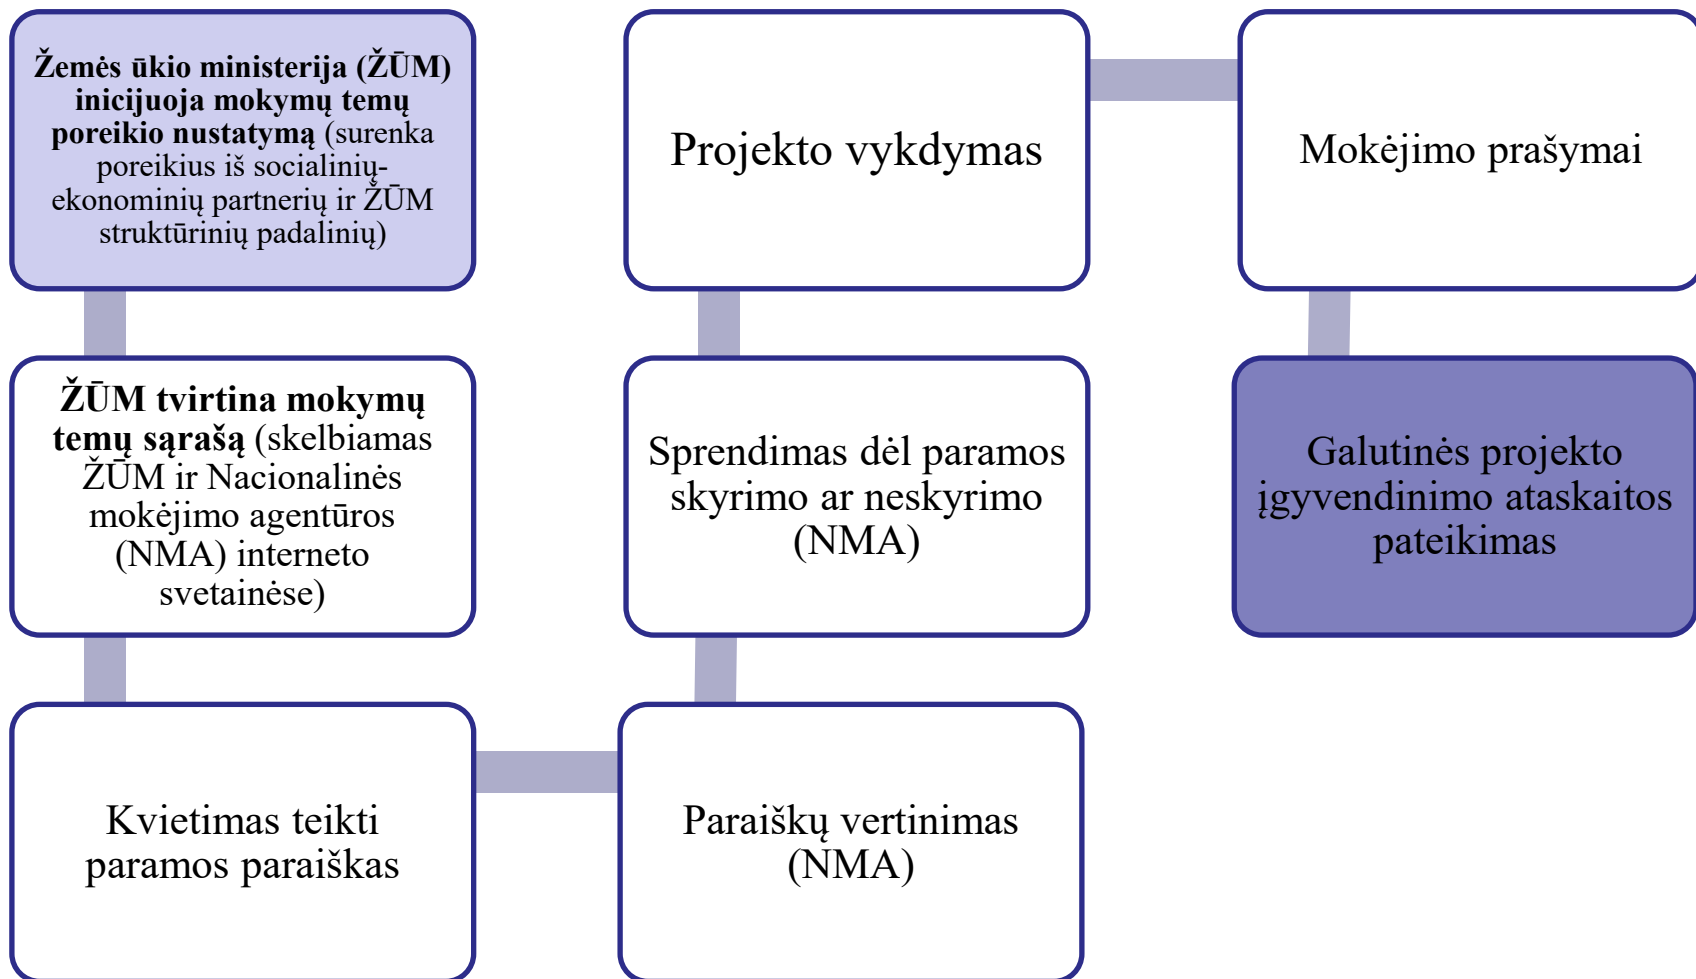 Žemės ūkio ministerija (ŽŪM)
inicijuoja mokymų temų
poreikio nustatymą (surenka
poreikius iš socialinių-
ekonominių partnerių ir ŽŪM
struktūrinių padalinių)
ŽŪM tvirtina mokymų
temų sąrašą (skelbiamas
ŽŪM ir Nacionalinės
mokėjimo agentūros
(NMA) interneto
svetainėse)
Kvietimas teikti
paramos paraiškas
Paraiškų vertinimas
(NMA)
Sprendimas dėl paramos
skyrimo ar neskyrimo
(NMA)
Projekto vykdymas
Mokėjimo prašymai
Galutinės projekto
įgyvendinimo ataskaitos
pateikimas